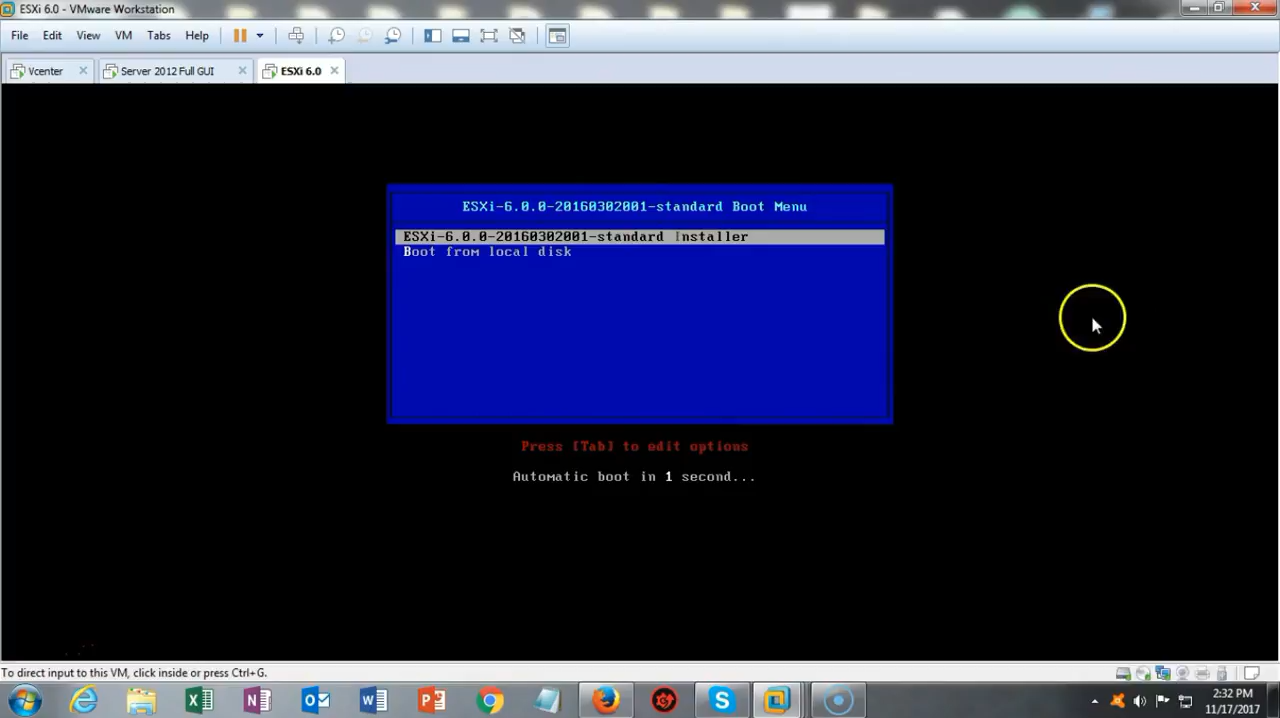 ESXi 6.0 - VMware Workstation
File Edit View VM Tabs Help
Vcenter Server 2012 Full GUI ESXi 6.0
ESXi-6.0.0-20160302001-standard Boot Menu
ESXi-6.0.0-20160302001-standard Installer
Boot from local disk
Press [Tab] to edit options
Automatic boot in 1 second...
To direct input to this VM, click inside or press Ctrl+G.
2:32 PM
11/17/2017